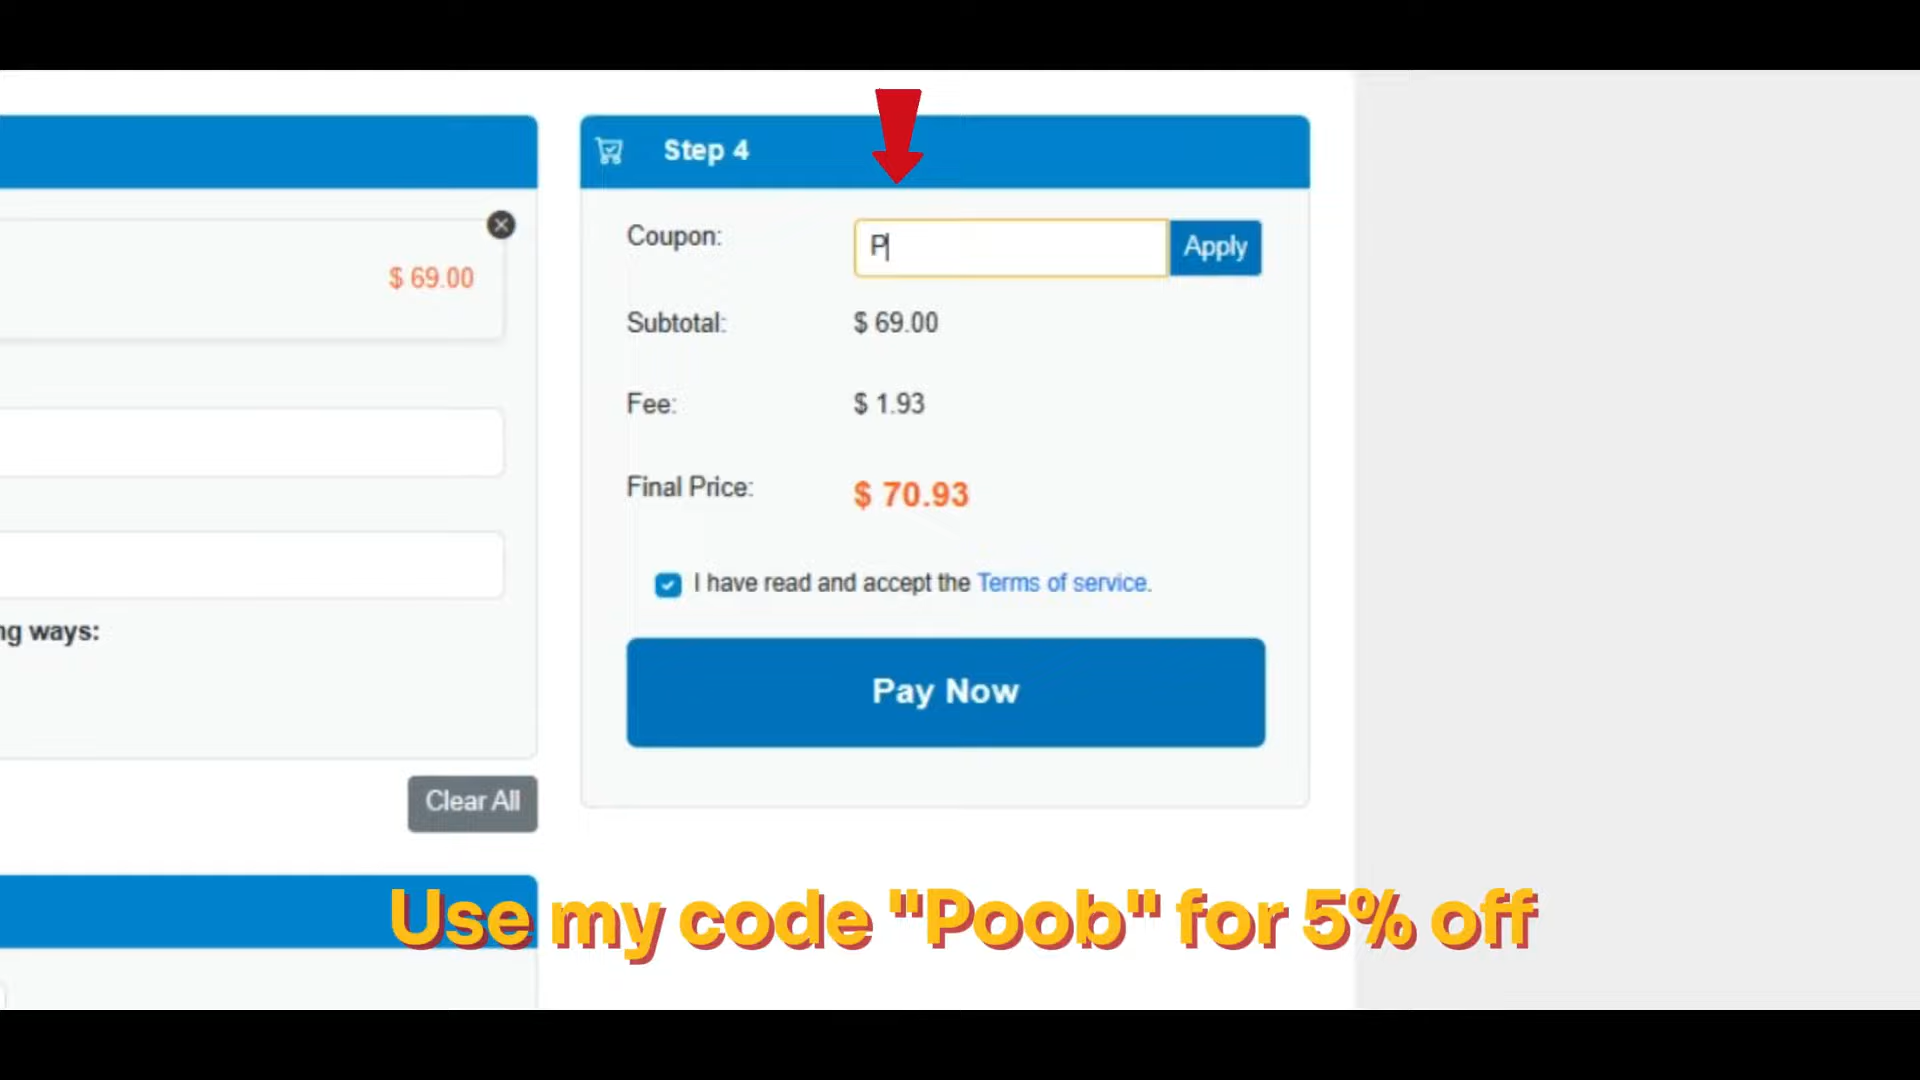 Step 4
Coupon:
P
Apply
$ 69.00
Subtotal:
$ 69.00
Fee:
$ 1.93
Final Price:
$ 70.93
I have read and accept the Terms of service.
ng ways:
Pay Now
Clear All
Use my code "Poob" for 5% off